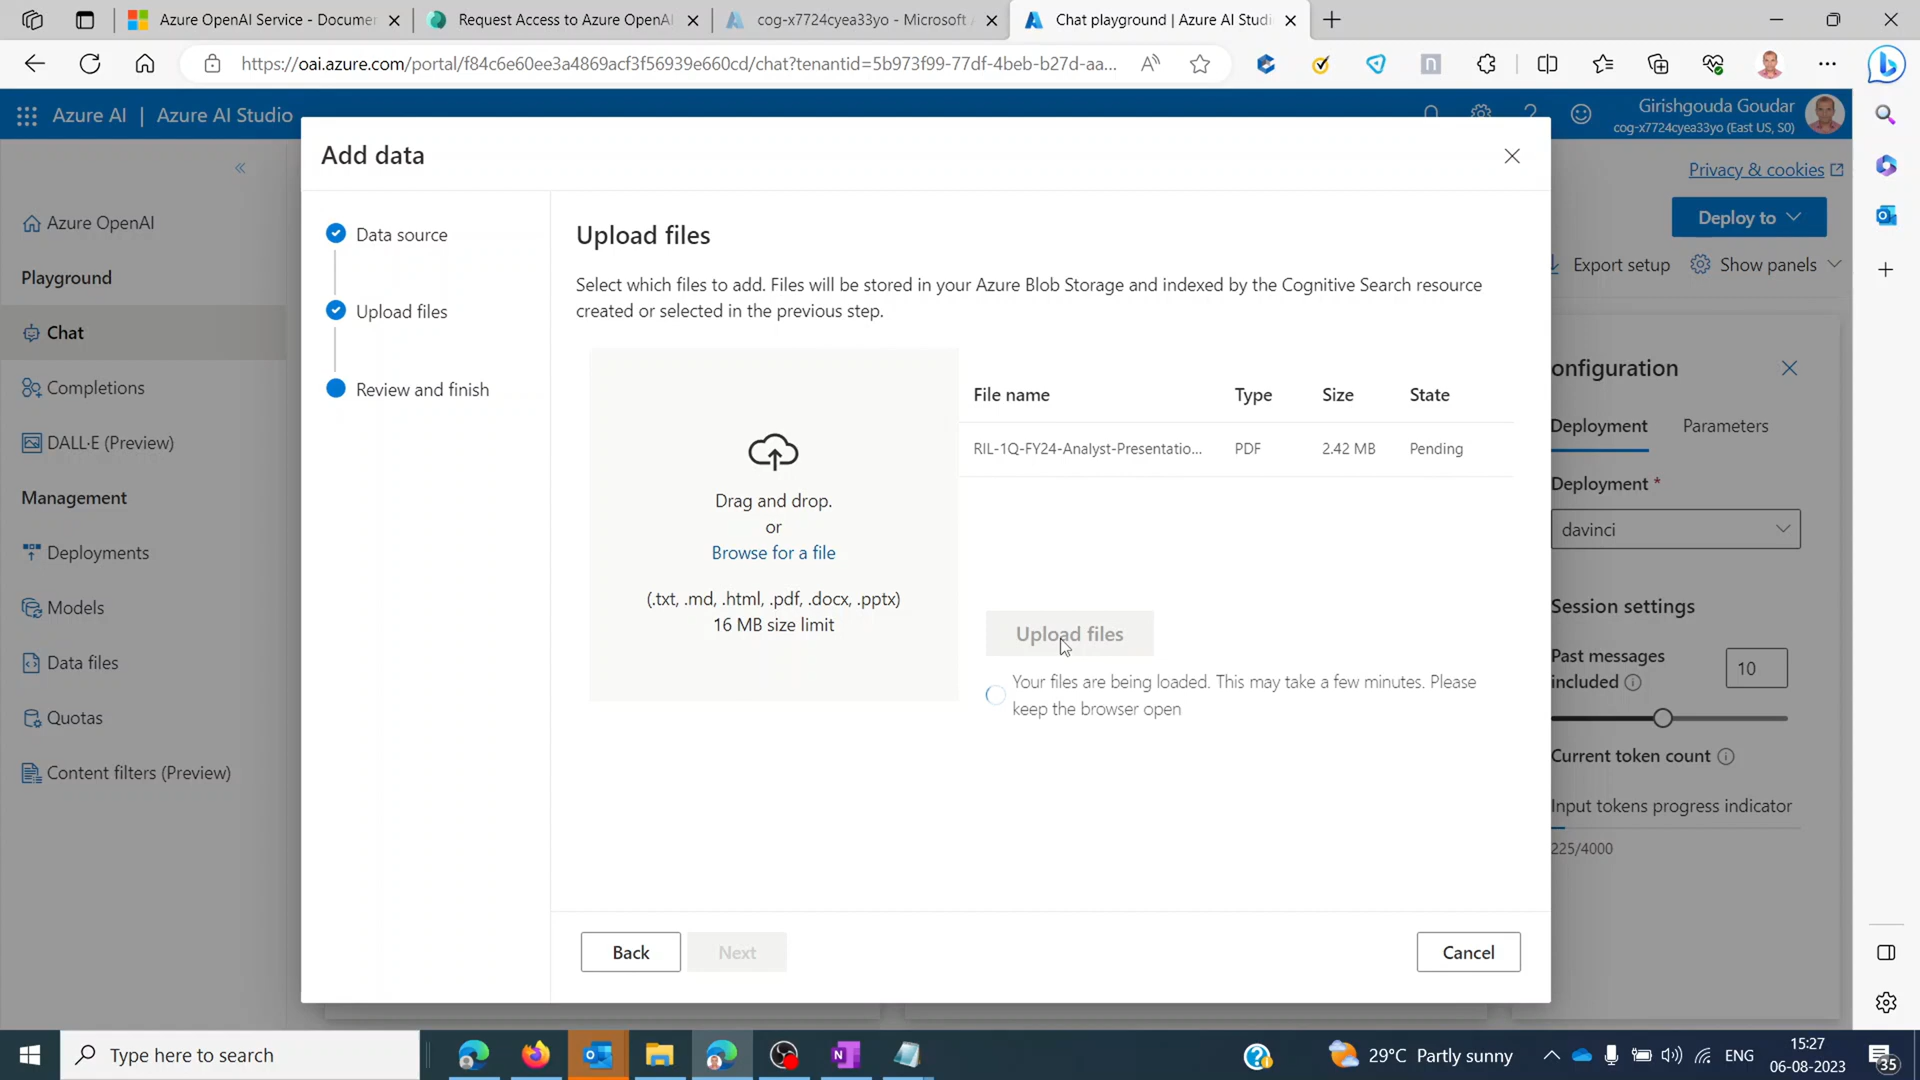 Azure OpenAI Service - Documen
Request Access to Azure OpenAI
cog-x7724cyea33yo - Microsoft
Chat playground | Azure AI Studi
https://oai.azure.com/portal/f84c6e60ee3a4869acf3f56939e660cd/chat?tenantid=5b973f99-77df-4beb-b27d-aa...
Azure AI | Azure AI Studio
Girishgouda Goudar
cog-x7724cyea33yo (East US, S0)
Privacy & cookies
Deploy to
Export setup
Show panels
Azure OpenAI
Playground
Chat
Completions
DALL·E (Preview)
Management
Deployments
Models
Data files
Quotas
Content filters (Preview)
Add data
Data source
Upload files
Review and finish
Upload files
Select which files to add. Files will be stored in your Azure Blob Storage and indexed by the Cognitive Search resource
created or selected in the previous step.
Drag and drop.
or
Browse for a file
(.txt, .md, .html, .pdf, .docx, .pptx)
16 MB size limit
File name Type Size State
RIL-1Q-FY24-Analyst-Presentatio... PDF 2.42 MB Pending
Upload files
Your files are being loaded. This may take a few minutes. Please
keep the browser open
Back
Next
Cancel
onfiguration
Deployment
Parameters
Deployment *
davinci
Session settings
Past messages
included
10
Current token count
Input tokens progress indicator
225/4000
Type here to search
29°C Partly sunny
ENG
15:27
06-08-2023
35